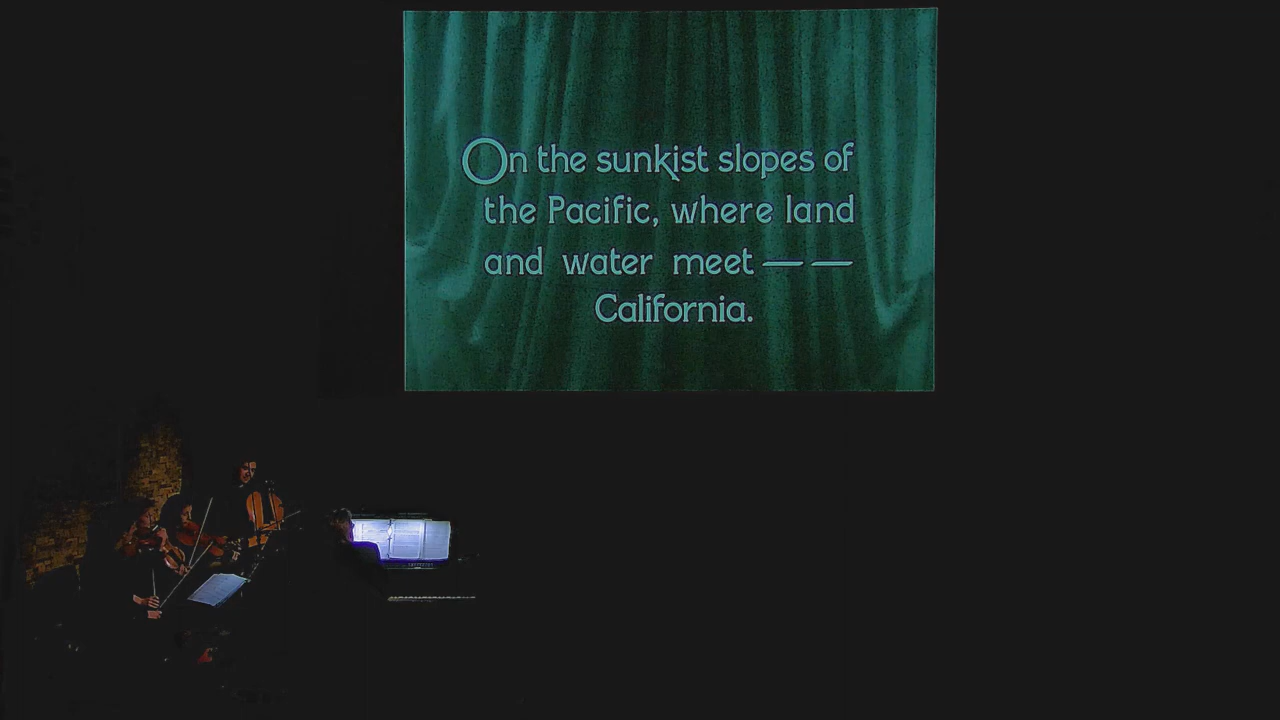 On the sunkist slopes of
the Pacific, where land
and water meet — —
California.